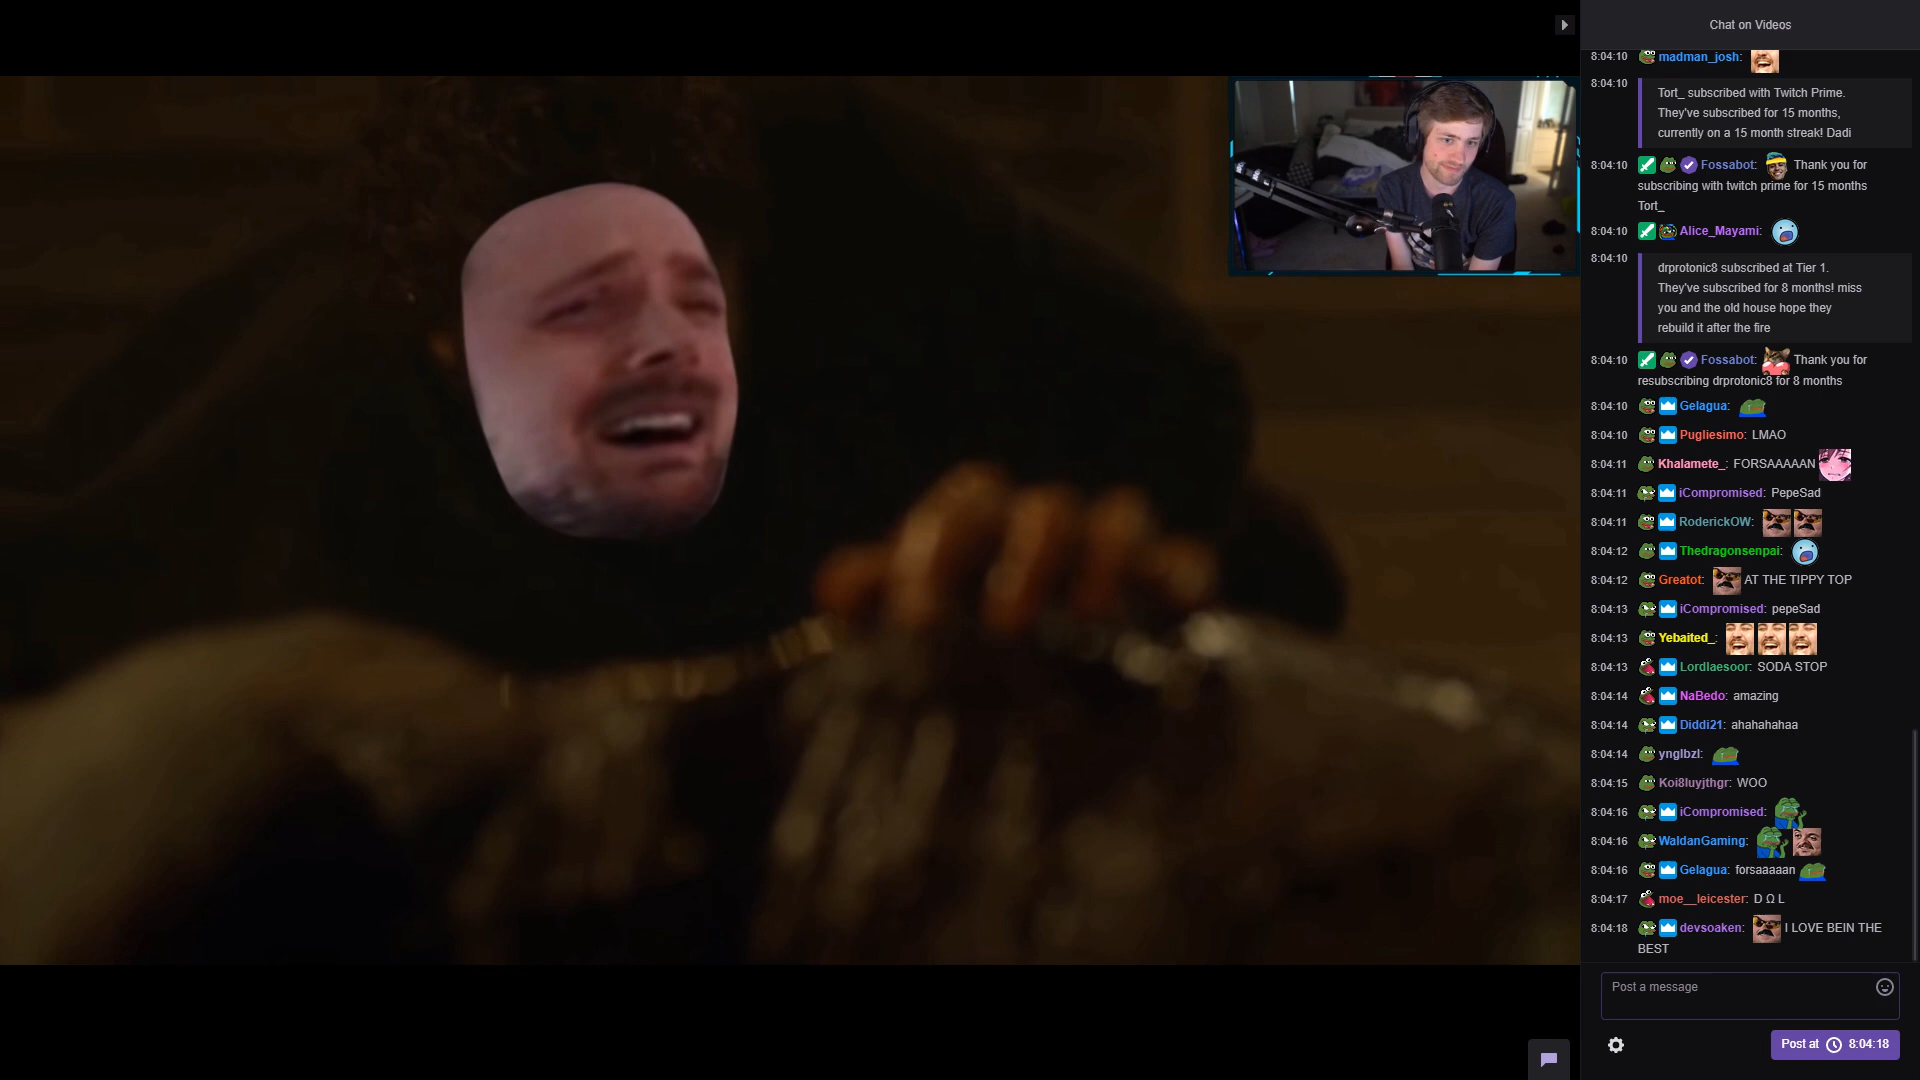 Chat on Videos
8:04:10 madman_josh:
8:04:10 Tort_ subscribed with Twitch Prime.
They've subscribed for 15 months,
currently on a 15 month streak! Dadi
8:04:10 Fossabot: Thank you for
subscribing with twitch prime for 15 months
Tort_
8:04:10 Alice_Mayami:
8:04:10 drprotonic8 subscribed at Tier 1.
They've subscribed for 8 months! miss
you and the old house hope they
rebuild it after the fire
8:04:10 Fossabot: Thank you for
resubscribing drprotonic8 for 8 months
8:04:10 Gelagua:
8:04:10 Pugliesimo: LMAO
8:04:11 Khalamete_: FORSAAAAAN
8:04:11 iCompromised: PepeSad
8:04:11 RoderickOW:
8:04:12 Thedragonsenpai:
8:04:12 Greatot: AT THE TIPPY TOP
8:04:13 iCompromised: pepeSad
8:04:13 Yebaited_:
8:04:13 Lordlaesoor: SODA STOP
8:04:14 NaBedo: amazing
8:04:14 Diddi21: ahahahahaa
8:04:14 ynglbzl:
8:04:15 Koi8luyjthgr: WOO
8:04:16 iCompromised:
8:04:16 WaldanGaming:
8:04:16 Gelagua: forsaaaaan
8:04:17 moe__leicester: D Ω L
8:04:18 devsoaken: I LOVE BEIN THE
BEST
Post a message
Post at 8:04:18